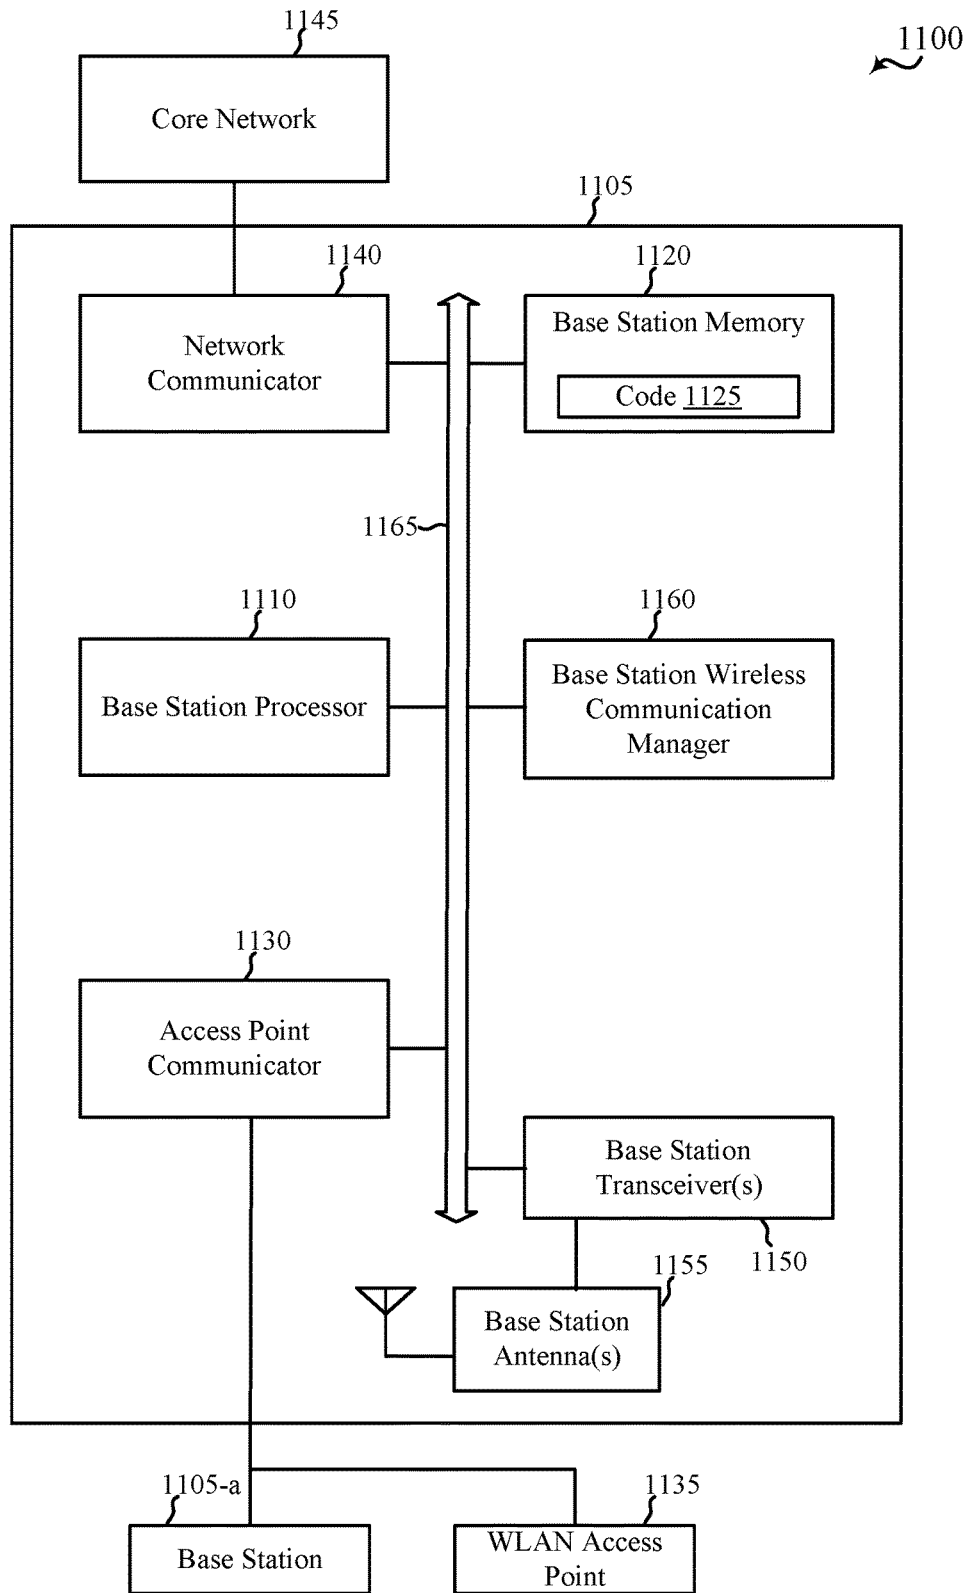 1145
1100
Core Network
1105
1140
1120
Network
Communicator
Base Station Memory
Code 1125
1165
1110
1160
Base Station Processor
Base Station Wireless
Communication
Manager
1130
Access Point
Communicator
Base Station
Transceiver(s)
1150
1155
Base Station
Antenna(s)
1105-a
1135
Base Station
WLAN Access
Point